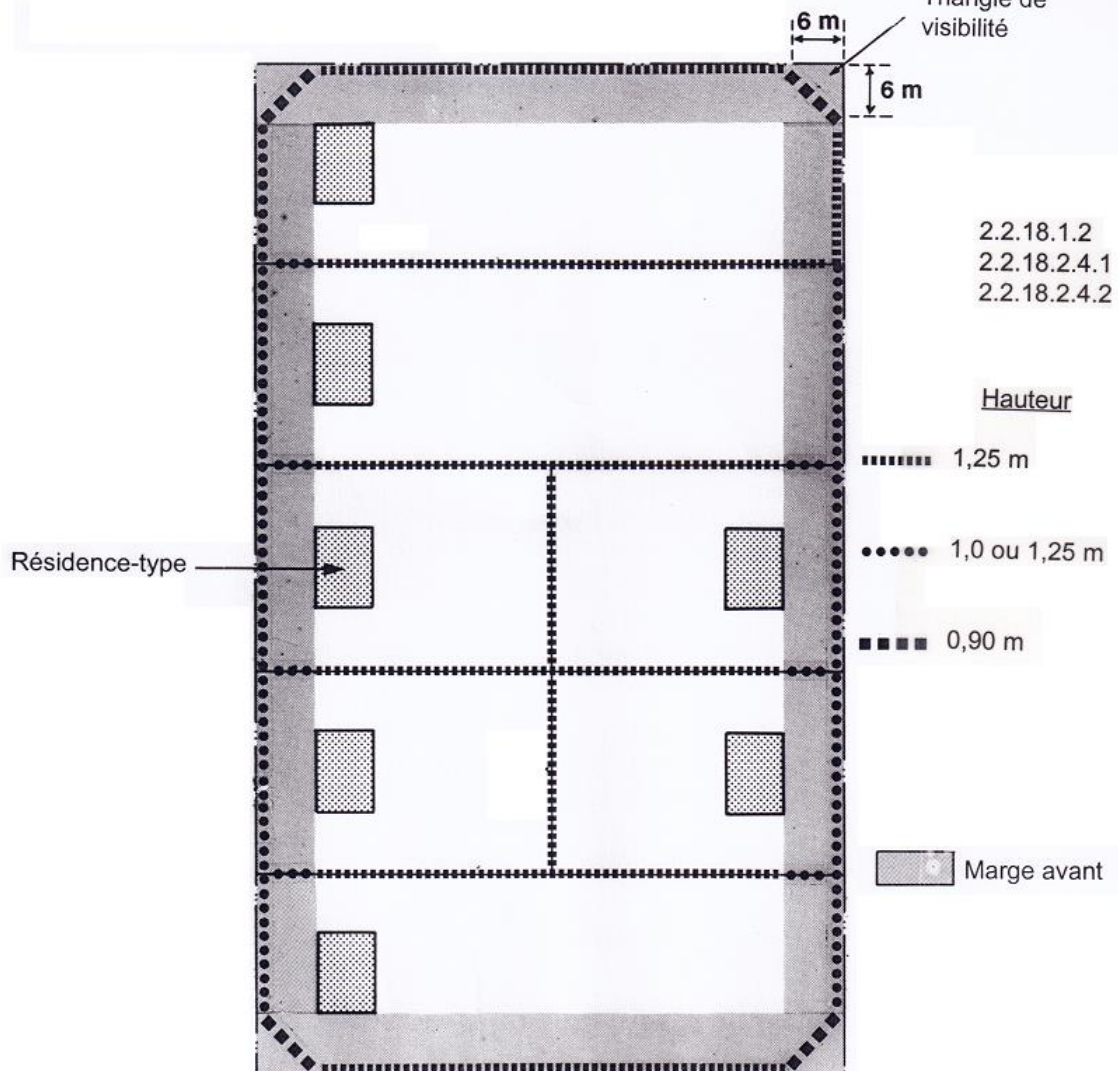 Triangle de
visibilité
6 m
6 m
2.2.18.1.2
2.2.18.2.4.1
2.2.18.2.4.2
Hauteur
1,25 m
1,0 ou 1,25 m
0,90 m
Résidence-type
Marge avant